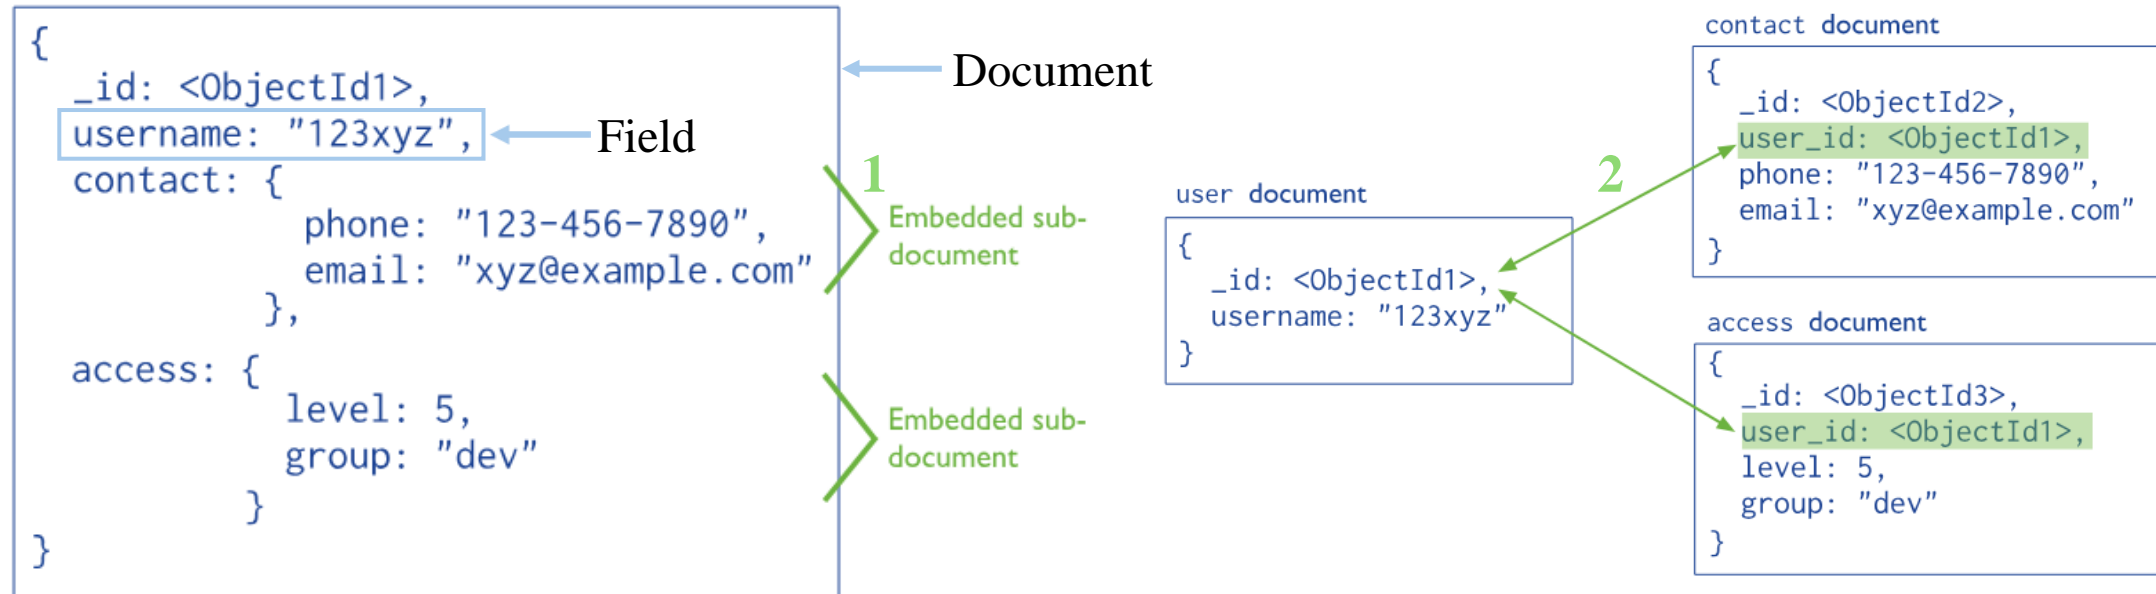 {
_id: <ObjectId1>,
username: "123xyz",
contact: {
phone: "123-456-7890",
email: "xyz@example.com"
},
access: {
level: 5,
group: "dev"
}
}
Document
Field
1
Embedded sub-
document
Embedded sub-
document
user document
{
_id: <ObjectId1>,
username: "123xyz"
}
2
contact document
{
_id: <ObjectId2>,
user_id: <ObjectId1>,
phone: "123-456-7890",
email: "xyz@example.com"
}
access document
{
_id: <ObjectId3>,
user_id: <ObjectId1>,
level: 5,
group: "dev"
}